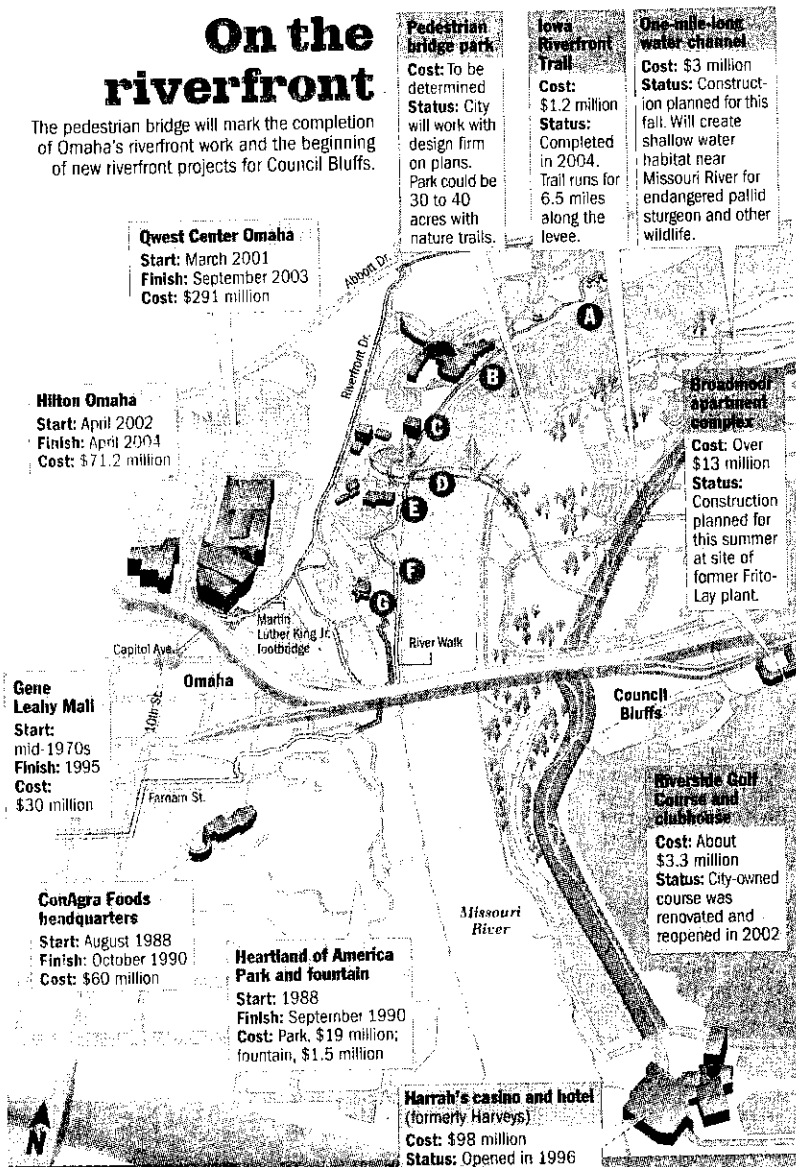 On the
riverfront
The pedestrian bridge will mark the completion
of Omaha's riverfront work and the beginning
of new riverfront projects for Council Bluffs.
Pedestrian
bridge park
Cost: To be
determined
Status: City
will work with
design firm
on plans.
Park could be
30 to 40
acres with
nature trails.
Iowa
Riverfront
Trail
Cost:
$1.2 million
Status:
Completed
in 2004.
Trail runs for
6.5 miles
along the
levee.
One-mile-long
water channel
Cost: $3 million
Status: Construct-
ion planned for this
fall. Will create
shallow water
habitat near
Missouri River for
endangered pallid
sturgeon and other
wildlife.
Qwest Center Omaha
Start: March 2001
Finish: September 2003
Cost: $291 million
Abbott Dr.
Riverfront Dr.
A
B
C
D
E
F
G
Hilton Omaha
Start: April 2002
Finish: April 2004
Cost: $71.2 million
Broadmoor
apartment
complex
Cost: Over
$13 million
Status:
Construction
planned for
this summer
at site of
former Frito-
Lay plant.
Martin
Luther King Jr.
footbridge
Capitol Ave.
River Walk
Omaha
10th St.
Council
Bluffs
Gene
Leahy Mall
Start:
mid-1970s
Finish: 1995
Cost:
$30 million
Farnam St.
Riverside Golf
Course and
clubhouse
Cost: About
$3.3 million
Status: City-owned
course was
renovated and
reopened in 2002
ConAgra Foods
headquarters
Start: August 1988
Finish: October 1990
Cost: $60 million
Missouri
River
Heartland of America
Park and fountain
Start: 1988
Finish: September 1990
Cost: Park, $19 million;
fountain, $1.5 million
Harrah's casino and hotel
(formerly Harveys)
Cost: $98 million
Status: Opened in 1996
N